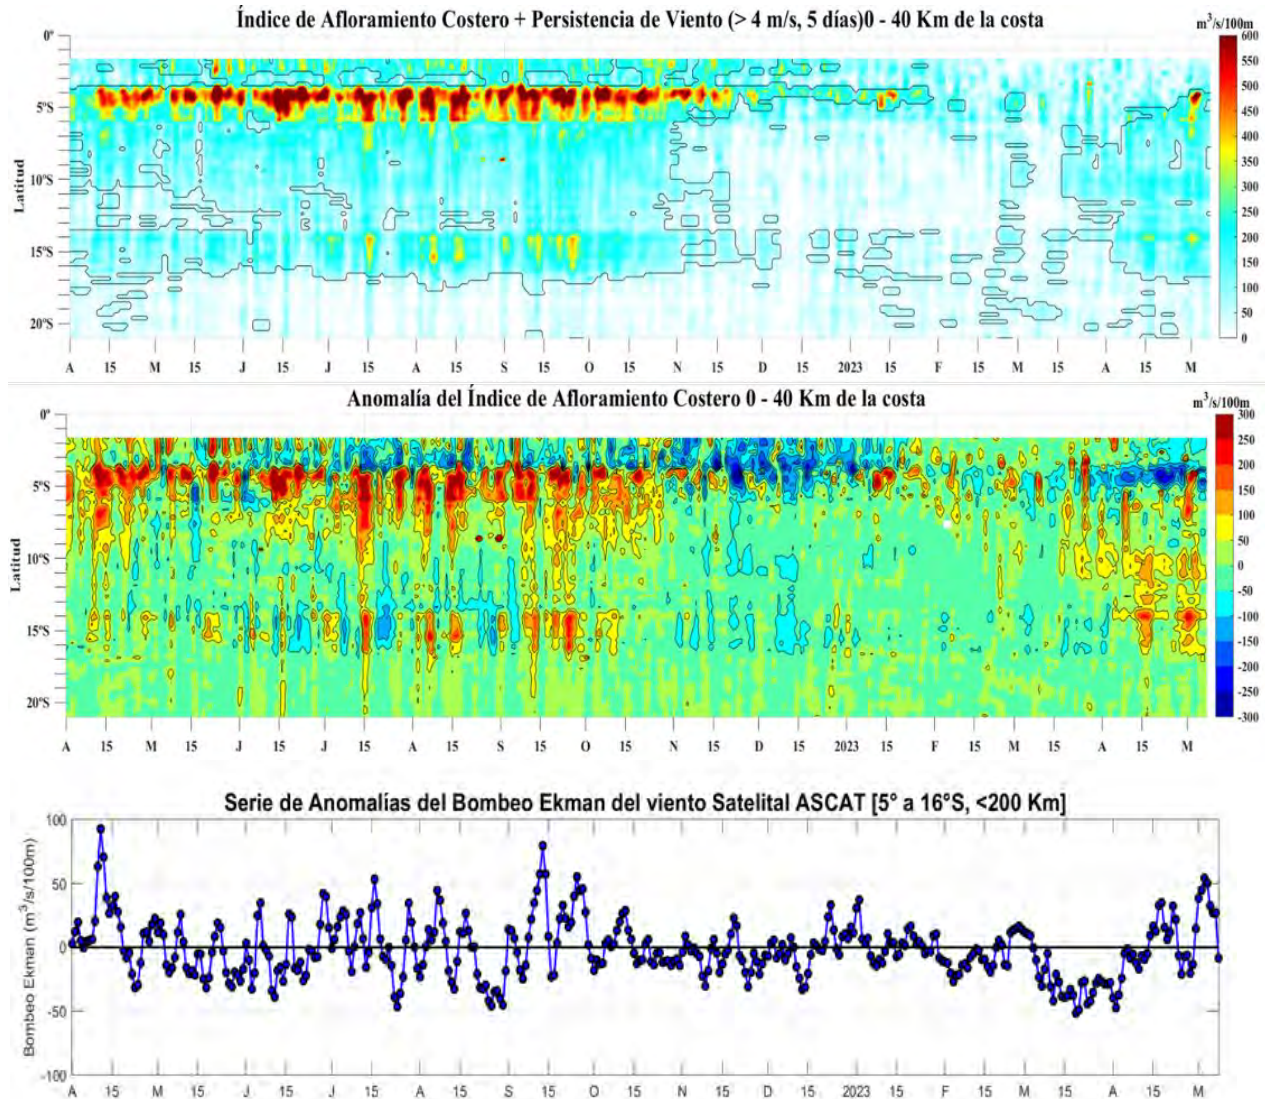 Índice de Afloramiento Costero + Persistencia de Viento (> 4 m/s, 5 días)0 - 40 Km de la costa
m³/s/100m
0°
5°S
10°S
15°S
20°S
Latitud
600
550
500
450
400
350
300
250
200
150
100
50
0
A 15 M 15 J 15 J 15 A 15 S 15 O 15 N 15 D 15 2023 15 F 15 M 15 A 15 M
Anomalía del Índice de Afloramiento Costero 0 - 40 Km de la costa
m³/s/100m
0°
5°S
10°S
15°S
20°S
Latitud
300
250
200
150
100
50
0
-50
-100
-150
-200
-250
-300
A 15 M 15 J 15 J 15 A 15 S 15 O 15 N 15 D 15 2023 15 F 15 M 15 A 15 M
Serie de Anomalías del Bombeo Ekman del viento Satelital ASCAT [5° a 16°S, <200 Km]
Bombeo Ekman (m³/s/100m)
100
50
0
-50
-100
A 15 M 15 J 15 J 15 A 15 S 15 O 15 N 15 D 15 2023 15 F 15 M 15 A 15 M